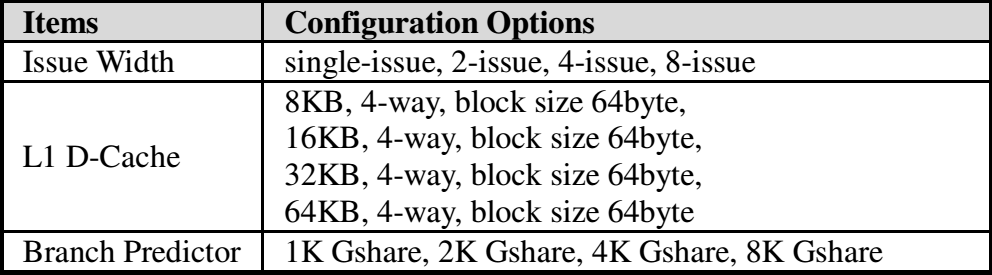 Items Configuration Options
Issue Width single-issue, 2-issue, 4-issue, 8-issue
L1 D-Cache
8KB, 4-way, block size 64byte,
16KB, 4-way, block size 64byte,
32KB, 4-way, block size 64byte,
64KB, 4-way, block size 64byte
Branch Predictor 1K Gshare, 2K Gshare, 4K Gshare, 8K Gshare